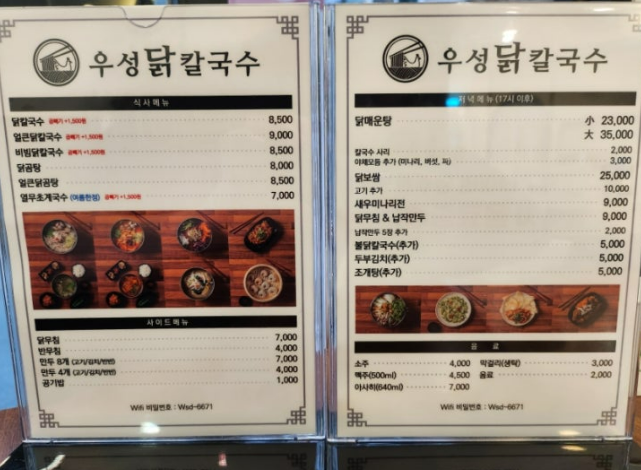 우성닭칼국수
식사메뉴
닭칼국수 곱빼기 +1,500원 8,500
얼큰닭칼국수 곱빼기 +1,500원 9,000
비빔닭칼국수 곱빼기 +1,500원 8,500
닭곰탕 8,000
얼큰닭곰탕 8,500
열무초계국수 (여름한정) 곱빼기 +1,500원 7,000
사이드메뉴
닭무침 7,000
반무침 4,000
만두 8개 (고기/김치/반반) 7,000
만두 4개 (고기/김치/반반) 4,000
공기밥 1,000
Wifi 비밀번호 : Wsd-6671
우성닭칼국수
저녁메뉴 (17시 이후)
닭매운탕 小 23,000
大 35,000
칼국수 사리 2,000
야채모듬 추가 (미나리, 버섯, 파) 3,000
닭보쌈 25,000
고기 추가 10,000
새우미나리전 9,000
닭무침 & 납작만두 9,000
납작만두 5장 추가 2,000
불닭칼국수(추가) 5,000
두부김치(추가) 5,000
조개탕(추가) 5,000
음 료
소주 4,000 막걸리(생탁) 3,000
맥주(500ml) 4,500 음료 2,000
아사히(640ml) 7,000
Wifi 비밀번호 : Wsd-6671